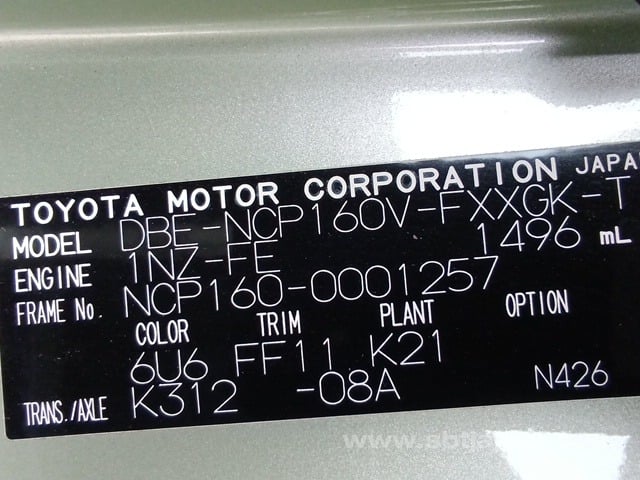 TOYOTA MOTOR CORPORATION JAPAN
MODEL DBE-NCP160V-FXXGK-T
ENGINE 1NZ-FE 1496 mL
FRAME No. NCP160-0001257
COLOR TRIM PLANT OPTION
6U6 FF11 K21
TRANS./AXLE K312 -08A N426